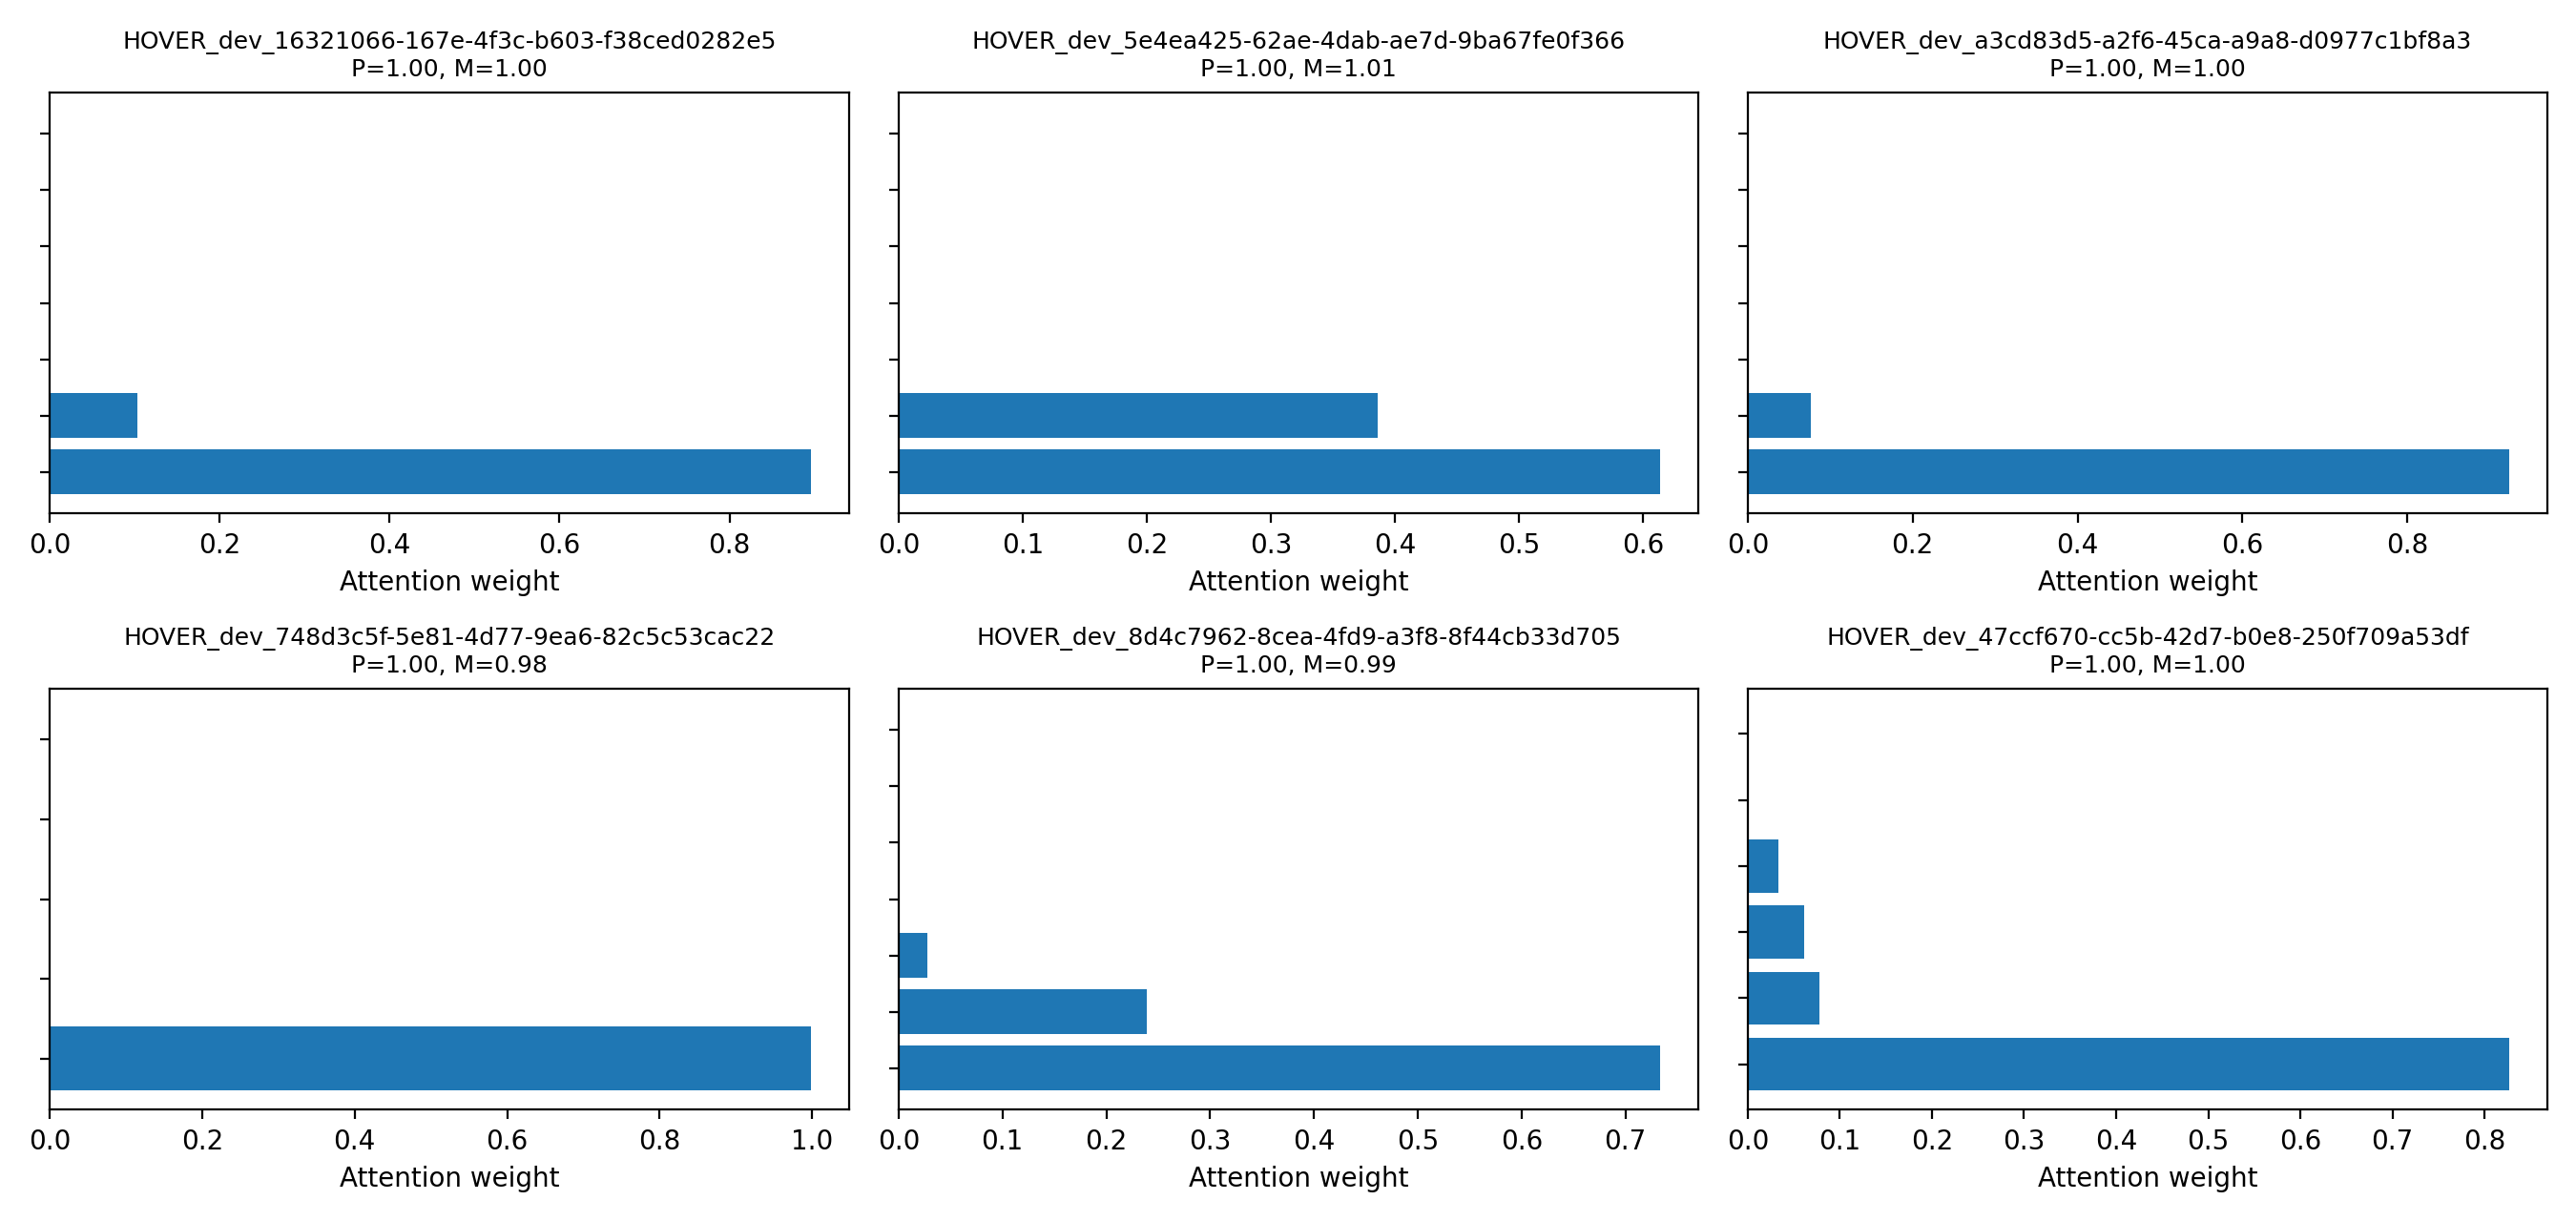 HOVER_dev_16321066-167e-4f3c-b603-f38ced0282e5
P=1.00, M=1.00
0.0 0.2 0.4 0.6 0.8
Attention weight
HOVER_dev_5e4ea425-62ae-4dab-ae7d-9ba67fe0f366
P=1.00, M=1.01
0.0 0.1 0.2 0.3 0.4 0.5 0.6
Attention weight
HOVER_dev_a3cd83d5-a2f6-45ca-a9a8-d0977c1bf8a3
P=1.00, M=1.00
0.0 0.2 0.4 0.6 0.8
Attention weight
HOVER_dev_748d3c5f-5e81-4d77-9ea6-82c5c53cac22
P=1.00, M=0.98
0.0 0.2 0.4 0.6 0.8 1.0
Attention weight
HOVER_dev_8d4c7962-8cea-4fd9-a3f8-8f44cb33d705
P=1.00, M=0.99
0.0 0.1 0.2 0.3 0.4 0.5 0.6 0.7
Attention weight
HOVER_dev_47ccf670-cc5b-42d7-b0e8-250f709a53df
P=1.00, M=1.00
0.0 0.1 0.2 0.3 0.4 0.5 0.6 0.7 0.8
Attention weight